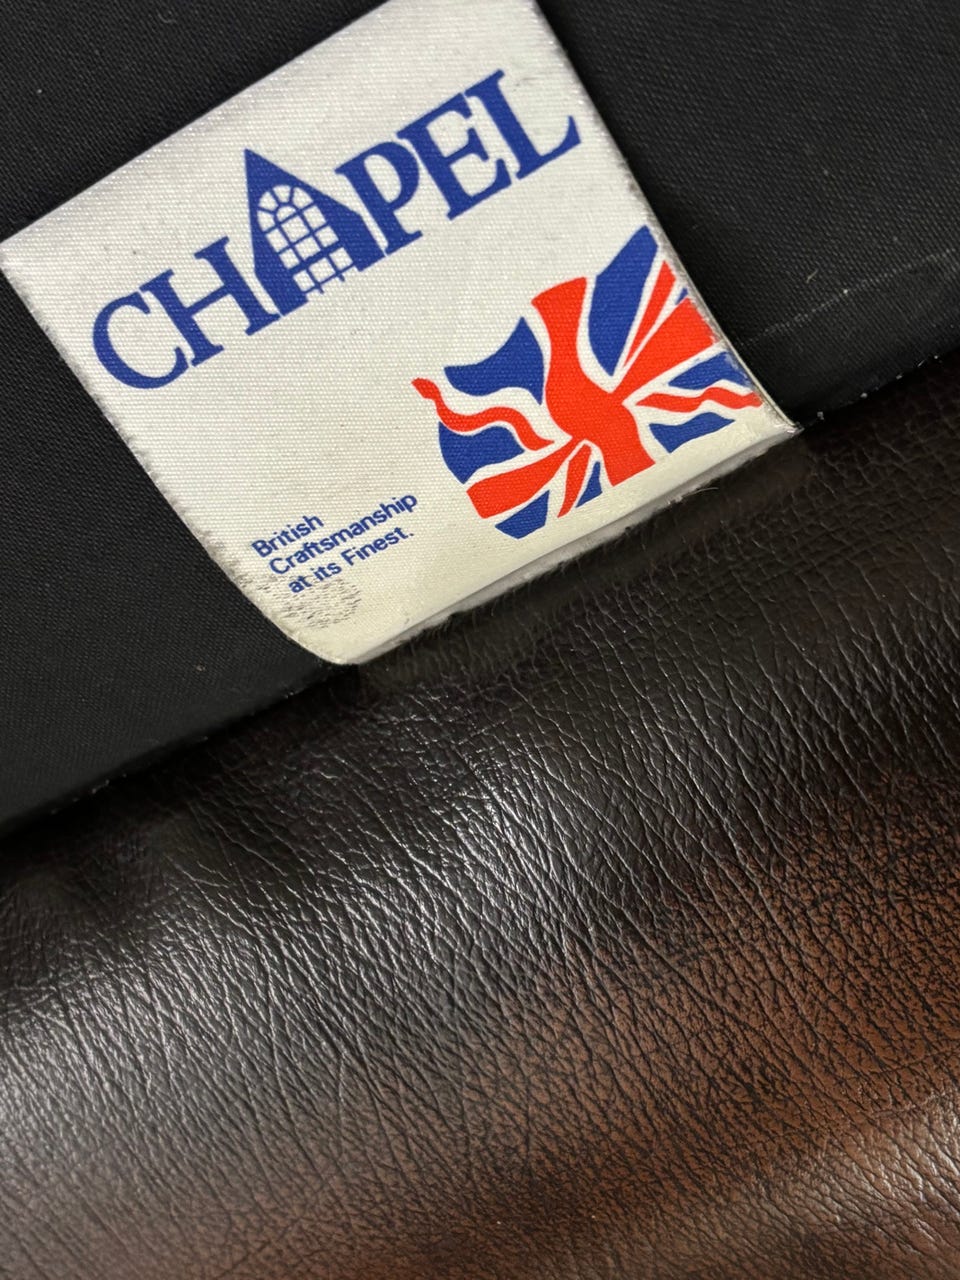 CHAPEL
British
Craftsmanship
at its Finest.